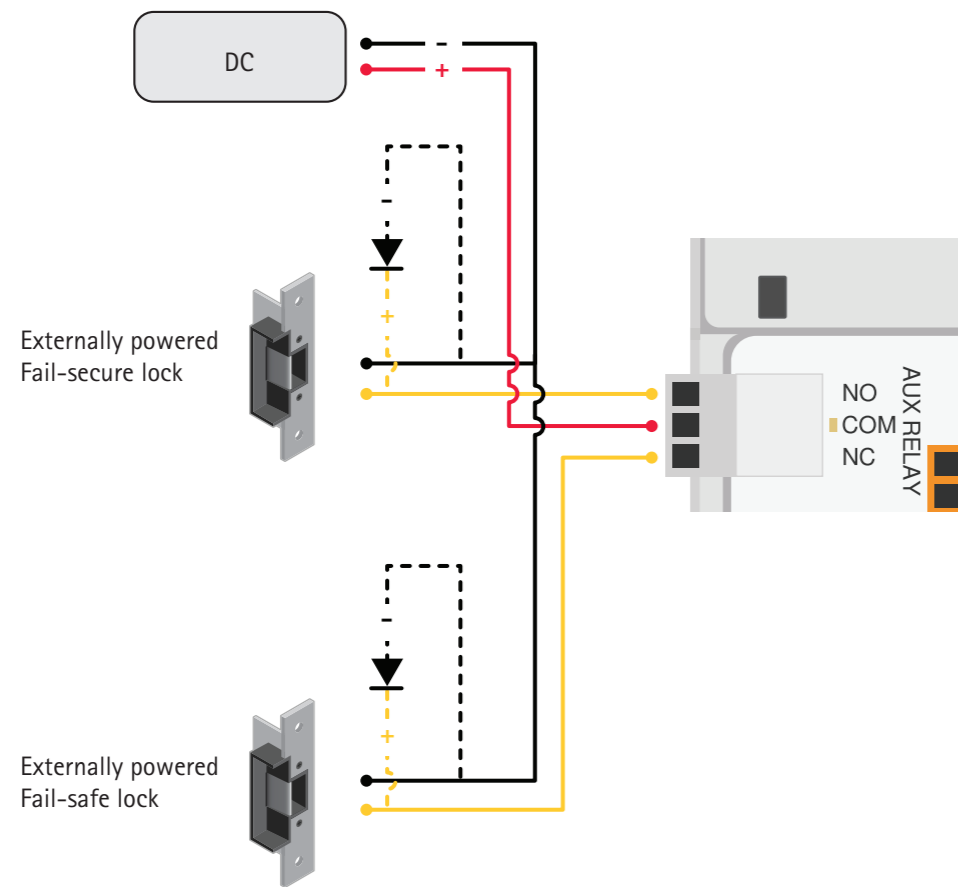 DC
-
+
-
+
Externally powered
Fail-secure lock
NO
COM
NC
AUX RELAY
-
+
Externally powered
Fail-safe lock